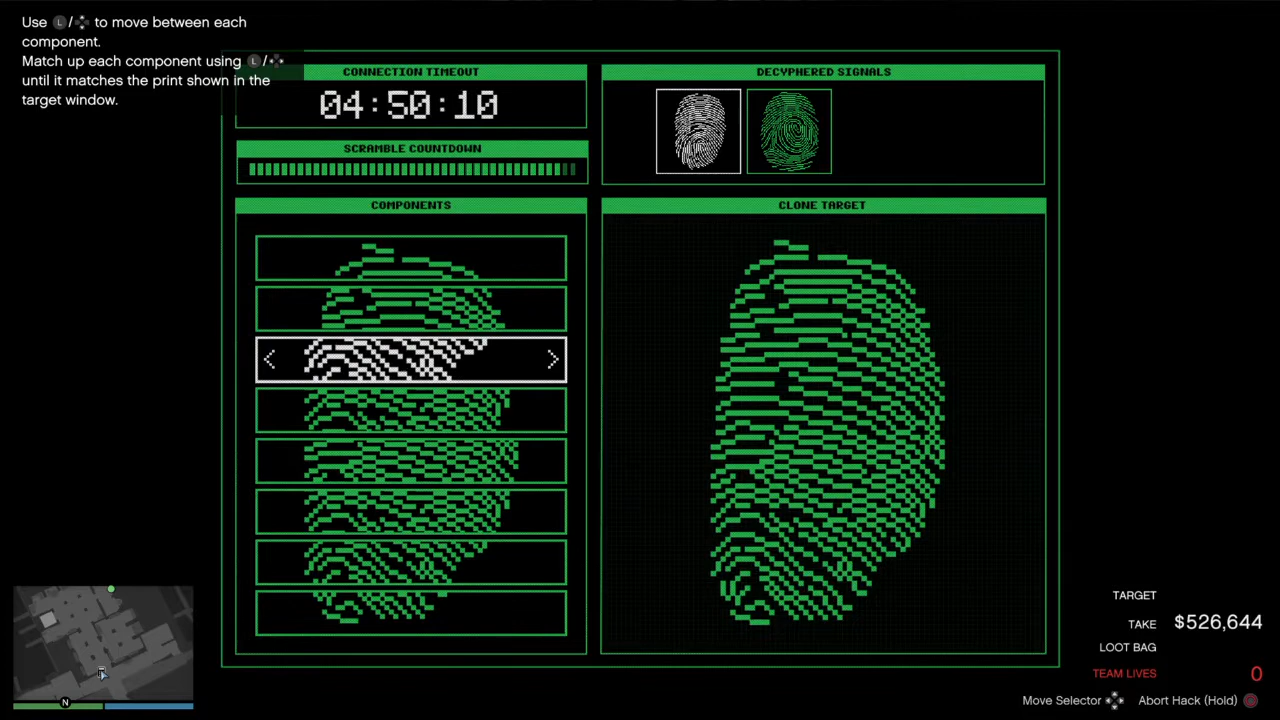 Use L/ to move between each
component.
Match up each component using L/
until it matches the print shown in the
target window.
CONNECTION TIMEOUT
04:50:10
SCRAMBLE COUNTDOWN
DECYPHERED SIGNALS
COMPONENTS
CLONE TARGET
N
TARGET
TAKE $526,644
LOOT BAG
TEAM LIVES 0
Move Selector Abort Hack (Hold)